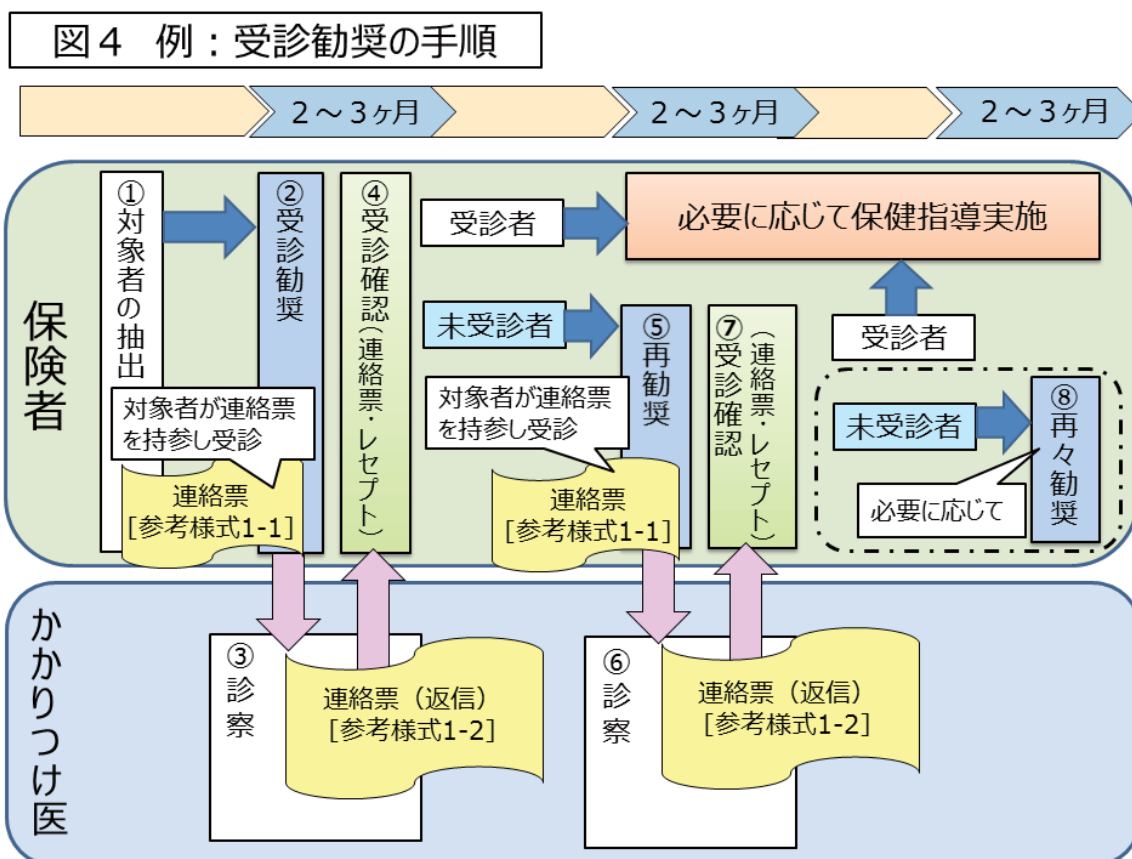 図４ 例：受診勧奨の手順
２～３ヶ月
２～３ヶ月
２～３ヶ月
保険者
①対象者の抽出
②受診勧奨
対象者が連絡票
を持参し受診
連絡票
[参考様式1-1]
④受診確認（連絡票・レセプト）
受診者
必要に応じて保健指導実施
未受診者
⑤再勧奨
対象者が連絡票
を持参し受診
連絡票
[参考様式1-1]
⑦受診確認
（連絡票・レセプト）
受診者
未受診者
⑧再々勧奨
必要に応じて
かかりつけ医
③診察
連絡票（返信）
[参考様式1-2]
⑥診察
連絡票（返信）
[参考様式1-2]